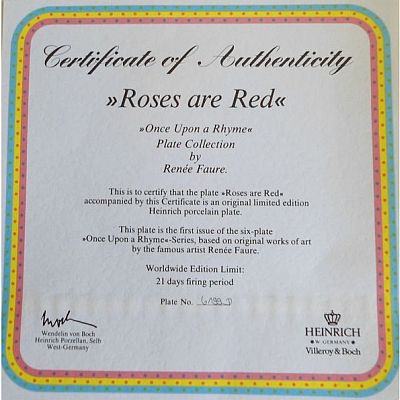 Certificate of Authenticity
»Roses are Red«
»Once Upon a Rhyme«
Plate Collection
by
Renée Faure.
This is to certify that the plate »Roses are Red«
accompanied by this Certificate is an original limited edition
Heinrich porcelain plate.
This plate is the first issue of the six-plate
»Once Upon a Rhyme«-Series, based on original works of art
by the famous artist Renée Faure.
Worldwide Edition Limit:
21 days firing period
Plate No. 6199 D
Wendelin von Boch
Heinrich Porzellan, Selb
West-Germany
HEINRICH
W. GERMANY
Villeroy & Boch